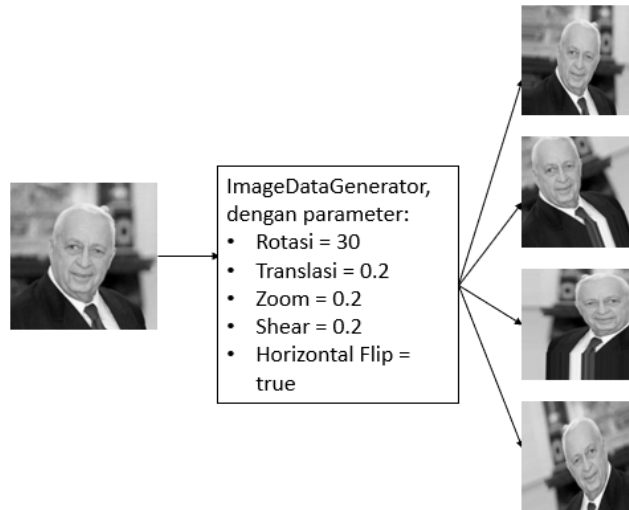 ImageDataGenerator,
dengan parameter:
• Rotasi = 30
• Translasi = 0.2
• Zoom = 0.2
• Shear = 0.2
• Horizontal Flip =
true